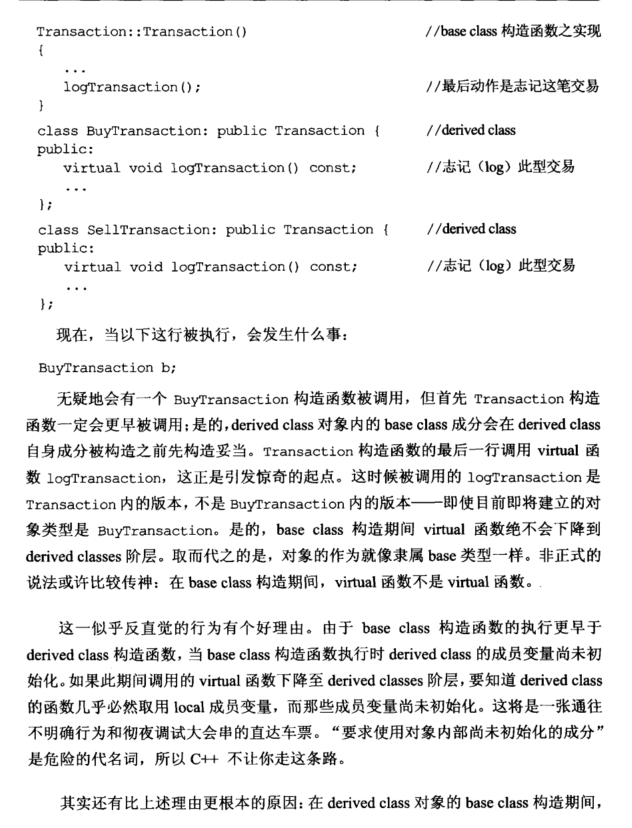 Transaction::Transaction() //base class 构造函数之实现
{
...
logTransaction(); //最后动作是志记这笔交易
}
class BuyTransaction: public Transaction { //derived class
public:
virtual void logTransaction() const; //志记（log）此型交易
...
};
class SellTransaction: public Transaction { //derived class
public:
virtual void logTransaction() const; //志记（log）此型交易
...
};
现在，当以下这行被执行，会发生什么事：
BuyTransaction b;
无疑地会有一个 BuyTransaction 构造函数被调用，但首先 Transaction 构造
函数一定会更早被调用；是的，derived class 对象内的 base class 成分会在 derived class
自身成分被构造之前先构造妥当。Transaction 构造函数的最后一行调用 virtual 函
数 logTransaction，这正是引发惊奇的起点。这时候被调用的 logTransaction 是
Transaction 内的版本，不是 BuyTransaction 内的版本——即使目前即将建立的对
象类型是 BuyTransaction。是的，base class 构造期间 virtual 函数绝不会下降到
derived classes 阶层。取而代之的是，对象的作为就像隶属 base 类型一样。非正式的
说法或许比较传神：在 base class 构造期间，virtual 函数不是 virtual 函数。
这一似乎反直觉的行为有个好理由。由于 base class 构造函数的执行更早于
derived class 构造函数，当 base class 构造函数执行时 derived class 的成员变量尚未初
始化。如果此期间调用的 virtual 函数下降至 derived classes 阶层，要知道 derived class
的函数几乎必然取用 local 成员变量，而那些成员变量尚未初始化。这将是一张通往
不明确行为和彻夜调试大会串的直达车票。“要求使用对象内部尚未初始化的成分”
是危险的代名词，所以 C++ 不让你走这条路。
其实还有比上述理由更根本的原因：在 derived class 对象的 base class 构造期间，